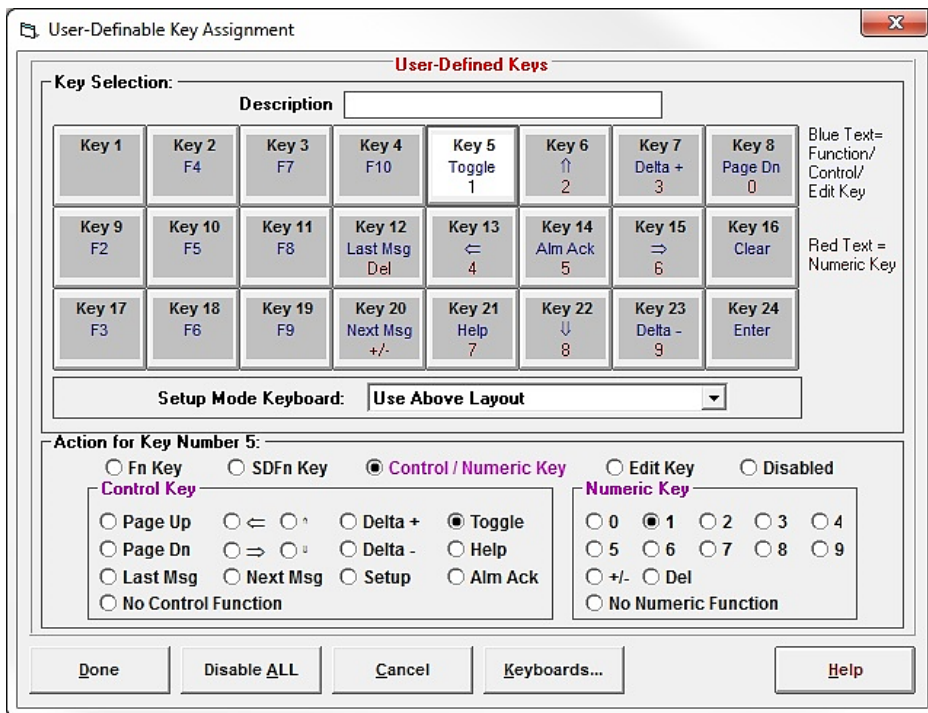 User-Definable Key Assignment
User-Defined Keys
Key Selection:
Description
Key 1 Key 2 Key 3 Key 4 Key 5 Key 6 Key 7 Key 8
F4 F7 F10 Toggle ⇑ Delta + Page Dn
1 2 3 0
Blue Text=
Function/
Control/
Edit Key
Key 9 Key 10 Key 11 Key 12 Key 13 Key 14 Key 15 Key 16
F2 F5 F8 Last Msg ⇐ Alm Ack ⇒ Clear
Del 4 5 6
Red Text =
Numeric Key
Key 17 Key 18 Key 19 Key 20 Key 21 Key 22 Key 23 Key 24
F3 F6 F9 Next Msg Help ⇓ Delta - Enter
+/- 7 8 9
Setup Mode Keyboard: Use Above Layout
Action for Key Number 5:
Fn Key SDFn Key Control / Numeric Key Edit Key Disabled
Control Key Numeric Key
Page Up ⇐ Delta + Toggle 0 1 2 3 4
Page Dn ⇒ Delta - Help 5 6 7 8 9
Last Msg Next Msg Setup Alm Ack +/- Del
No Control Function No Numeric Function
Done Disable ALL Cancel Keyboards... Help